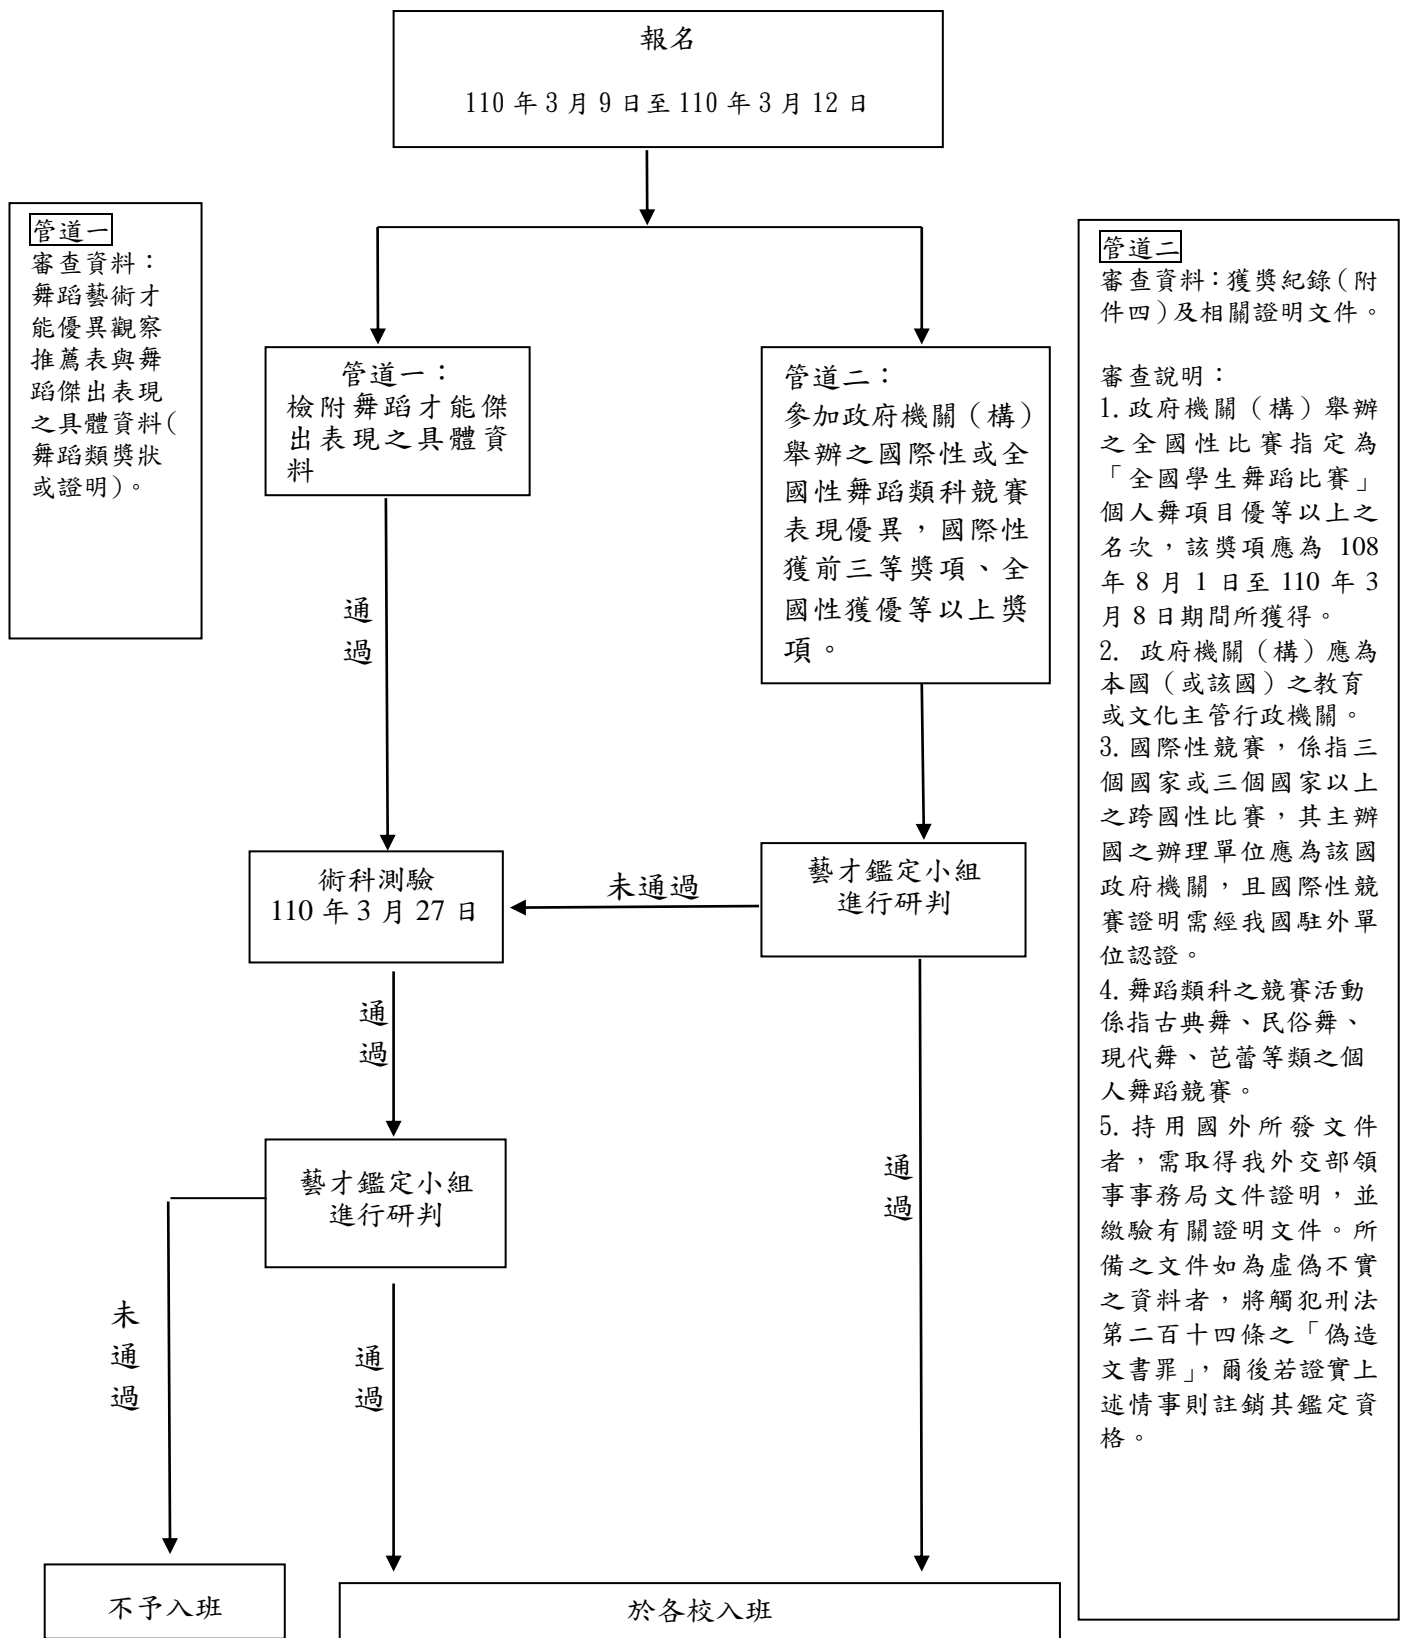 報名
110 年 3 月 9 日至 110 年 3 月 12 日
管道一
審查資料：
舞蹈藝術才
能優異觀察
推薦表與舞
蹈傑出表現
之具體資料(
舞蹈類獎狀
或證明)。
管道一：
檢附舞蹈才能傑
出表現之具體資
料
管道二：
參加政府機關（構）
舉辦之國際性或全
國性舞蹈類科競賽
表現優異，國際性
獲前三等獎項、全
國性獲優等以上獎
項。
管道二
審查資料：獲獎紀錄（附
件四）及相關證明文件。
審查說明：
1. 政府機關（構）舉辦
之全國性比賽指定為
「全國學生舞蹈比賽」
個人舞項目優等以上之
名次，該獎項應為 108
年 8 月 1 日至 110 年 3
月 8 日期間所獲得。
2. 政府機關（構）應為
本國（或該國）之教育
或文化主管行政機關。
3. 國際性競賽，係指三
個國家或三個國家以上
之跨國性比賽，其主辦
國之辦理單位應為該國
政府機關，且國際性競
賽證明需經我國駐外單
位認證。
4. 舞蹈類科之競賽活動
係指古典舞、民俗舞、
現代舞、芭蕾等類之個
人舞蹈競賽。
5. 持用國外所發文件
者，需取得我外交部領
事事務局文件證明，並
繳驗有關證明文件。所
備之文件如為虛偽不實
之資料者，將觸犯刑法
第二百十四條之「偽造
文書罪」，爾後若證實上
述情事則註銷其鑑定資
格。
通
過
術科測驗
110 年 3 月 27 日
未通過
藝才鑑定小組
進行研判
通
過
藝才鑑定小組
進行研判
通
過
未
通
過
通
過
不予入班
於各校入班